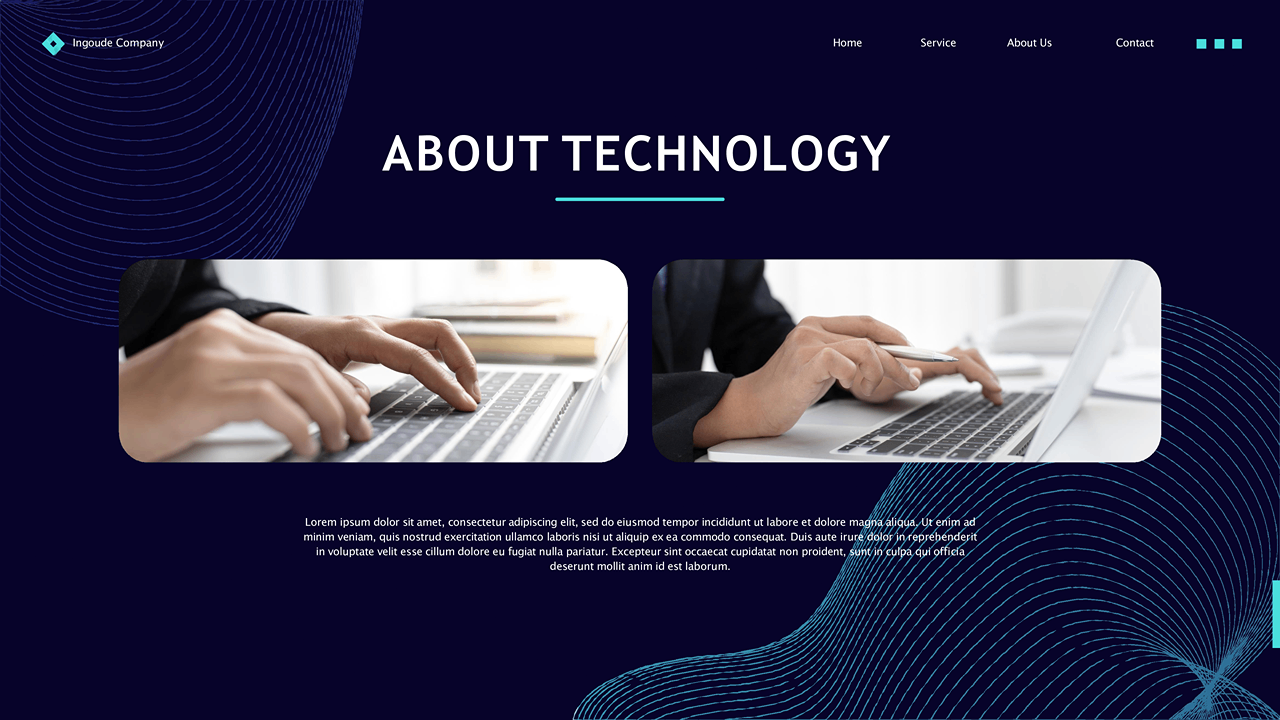 Ingoude Company
Home
Service
About Us
Contact
ABOUT TECHNOLOGY
Lorem ipsum dolor sit amet, consectetur adipiscing elit, sed do eiusmod tempor incididunt ut labore et dolore magna aliqua. Ut enim ad
minim veniam, quis nostrud exercitation ullamco laboris nisi ut aliquip ex ea commodo consequat. Duis aute irure dolor in reprehenderit
in voluptate velit esse cillum dolore eu fugiat nulla pariatur. Excepteur sint occaecat cupidatat non proident, sunt in culpa qui officia
deserunt mollit anim id est laborum.